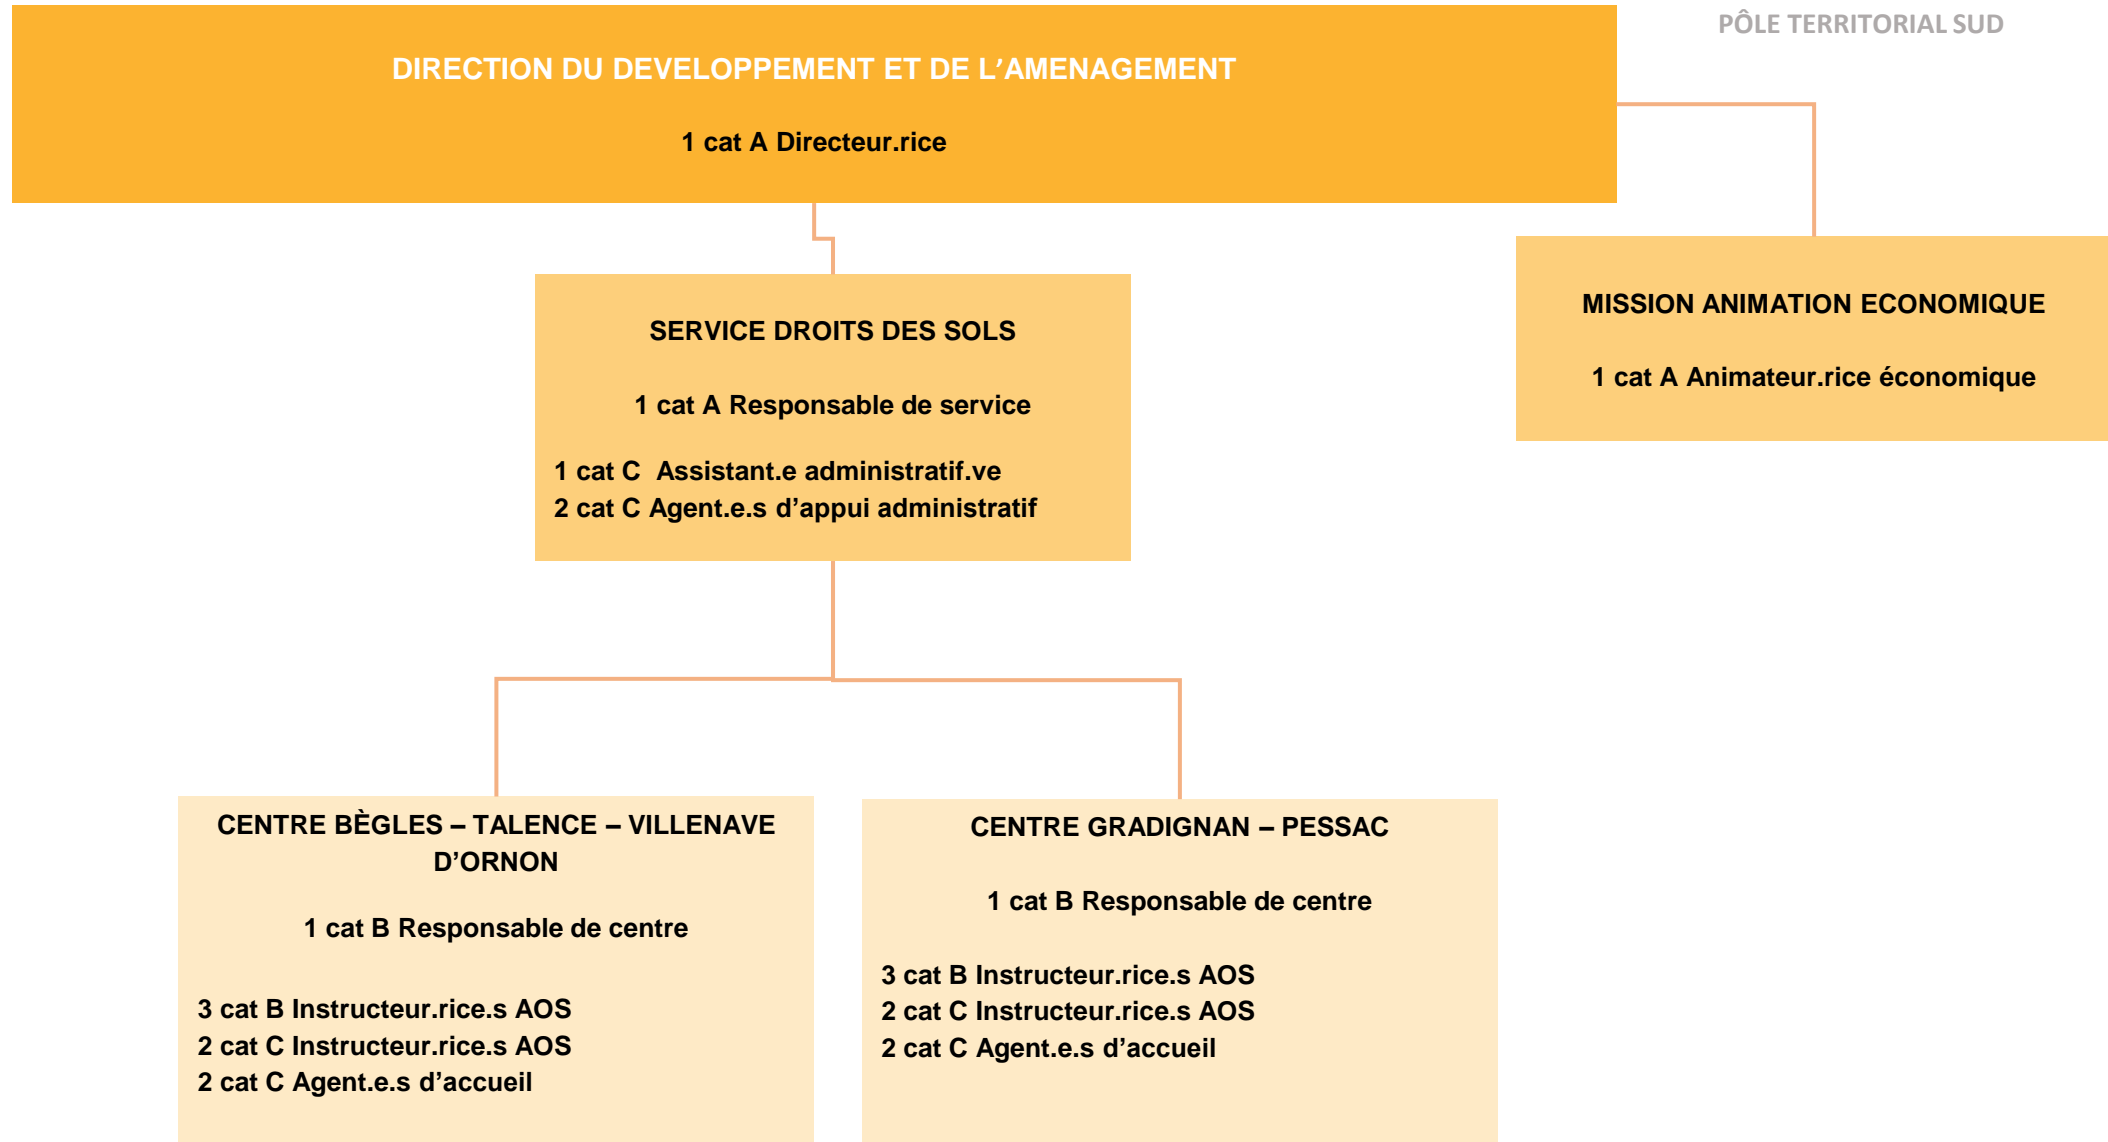 PÔLE TERRITORIAL SUD
DIRECTION DU DEVELOPPEMENT ET DE L’AMENAGEMENT
1 cat A Directeur.rice
MISSION ANIMATION ECONOMIQUE
1 cat A Animateur.rice économique
SERVICE DROITS DES SOLS
1 cat A Responsable de service
1 cat C  Assistant.e administratif.ve
2 cat C Agent.e.s d’appui administratif
CENTRE BÈGLES – TALENCE – VILLENAVE
D’ORNON
1 cat B Responsable de centre
3 cat B Instructeur.rice.s AOS
2 cat C Instructeur.rice.s AOS
2 cat C Agent.e.s d’accueil
CENTRE GRADIGNAN – PESSAC
1 cat B Responsable de centre
3 cat B Instructeur.rice.s AOS
2 cat C Instructeur.rice.s AOS
2 cat C Agent.e.s d’accueil